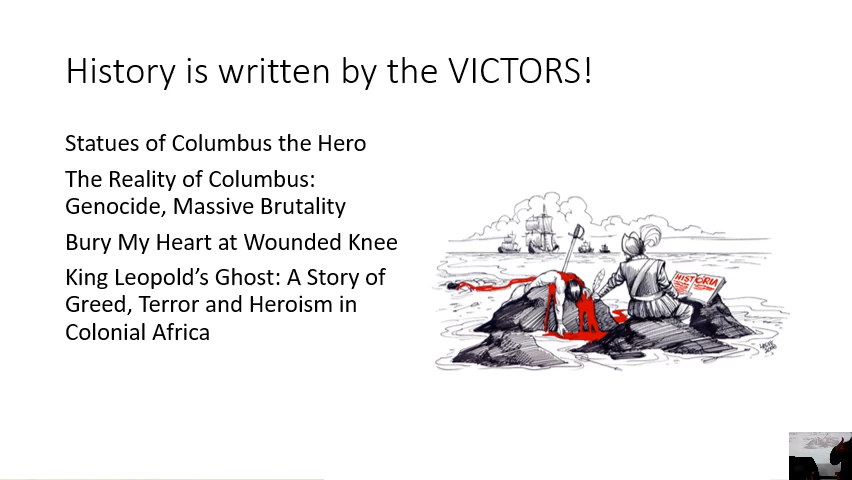 History is written by the VICTORS!
Statues of Columbus the Hero
The Reality of Columbus:
Genocide, Massive Brutality
Bury My Heart at Wounded Knee
King Leopold’s Ghost: A Story of
Greed, Terror and Heroism in
Colonial Africa
HISTORIA